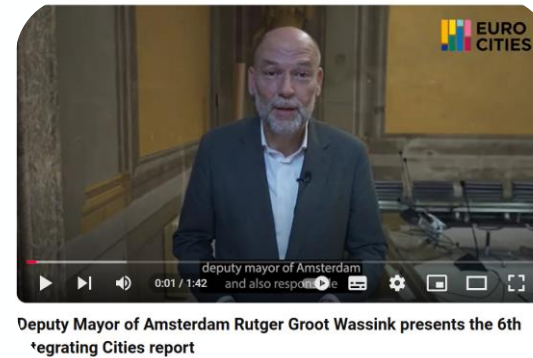 EURO
CITIES
deputy mayor of Amsterdam
and also responsible
0:01 / 1:42
Deputy Mayor of Amsterdam Rutger Groot Wassink presents the 6th
tegrating Cities report